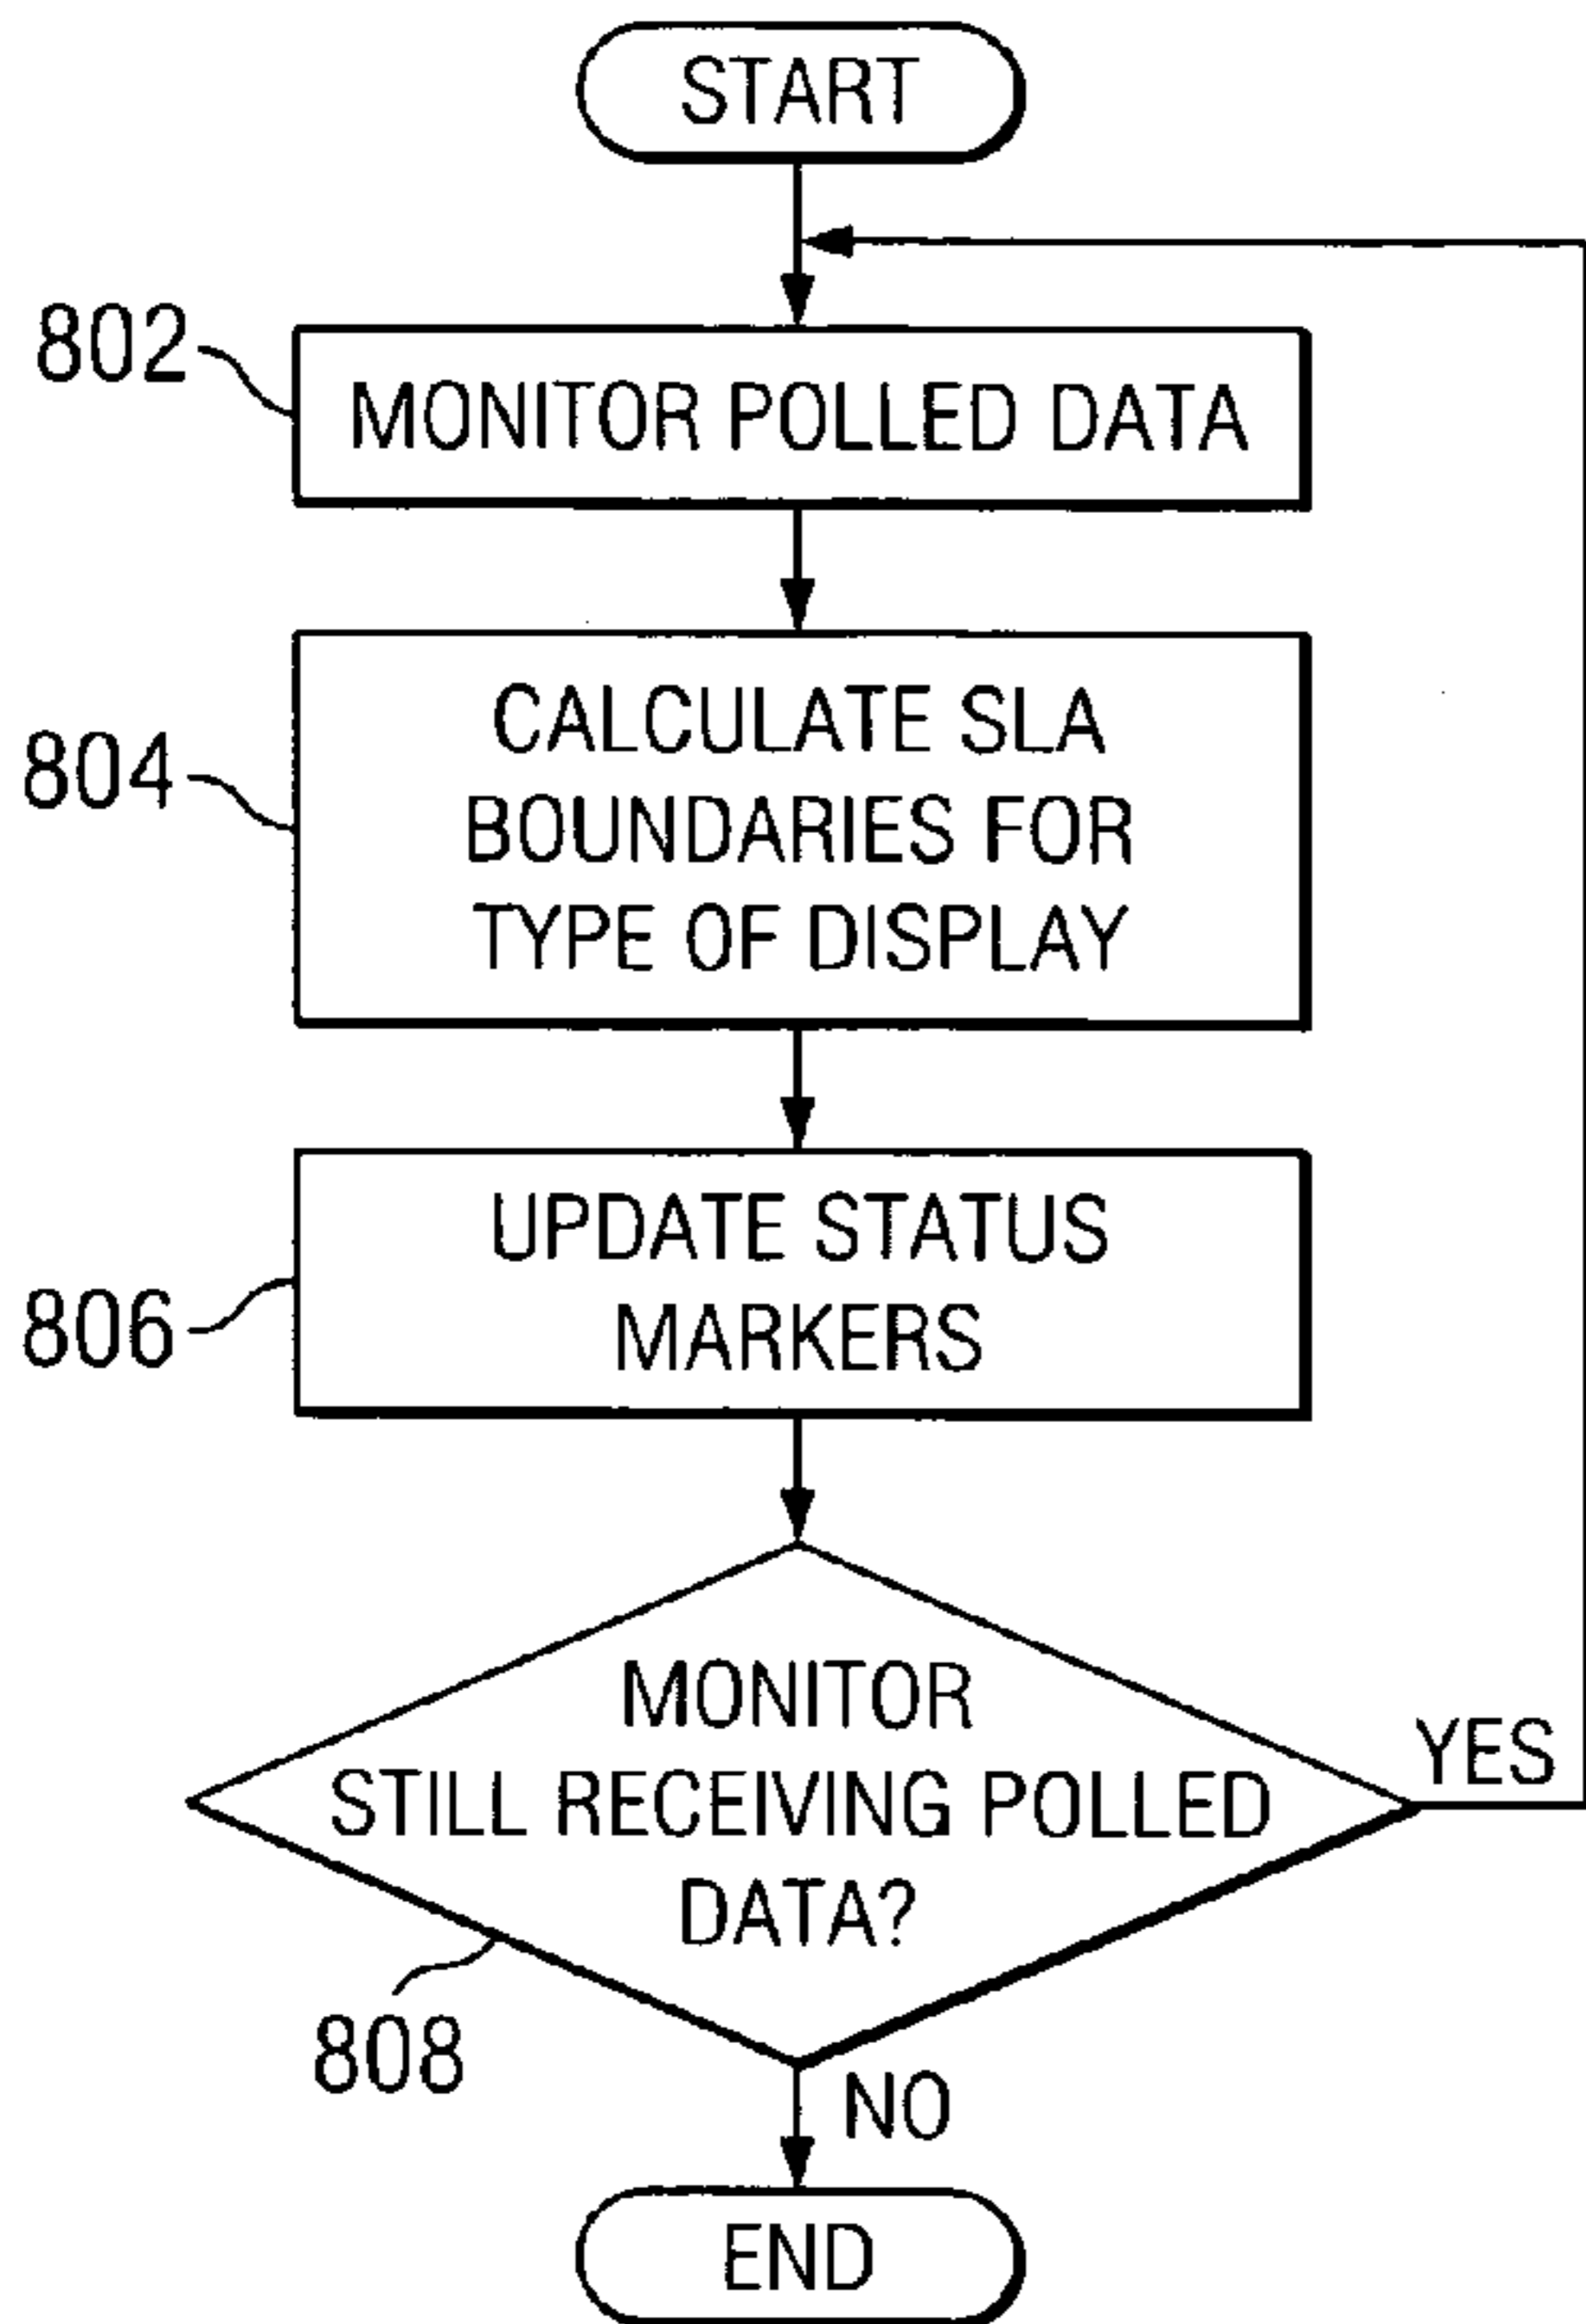 START
802
MONITOR POLLED DATA
804
CALCULATE SLA
BOUNDARIES FOR
TYPE OF DISPLAY
806
UPDATE STATUS
MARKERS
MONITOR
STILL RECEIVING POLLED
DATA?
YES
808
NO
END